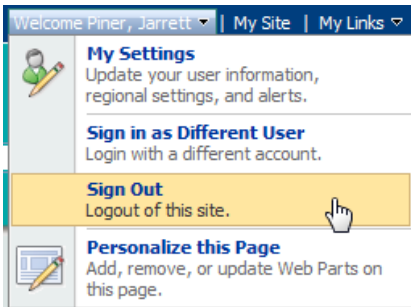 Welcome Piner, Jarrett | My Site | My Links
My Settings
Update your user information,
regional settings, and alerts.
Sign in as Different User
Login with a different account.
Sign Out
Logout of this site.
Personalize this Page
Add, remove, or update Web Parts on
this page.